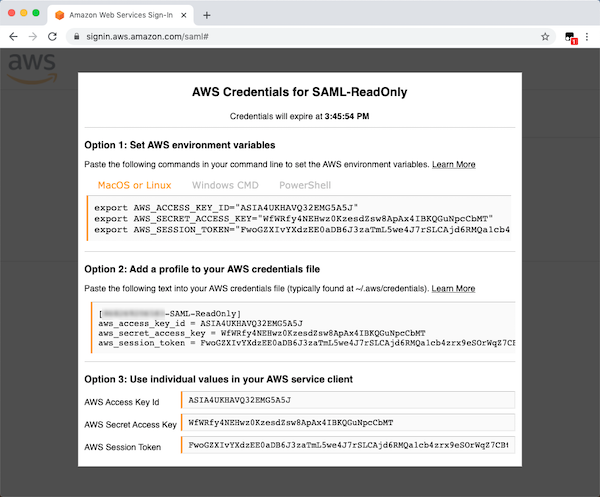 Amazon Web Services Sign-In
signin.aws.amazon.com/saml#
1
aws
AWS Credentials for SAML-ReadOnly
Credentials will expire at 3:45:54 PM
Option 1: Set AWS environment variables
Paste the following commands in your command line to set the AWS environment variables. Learn More
MacOS or Linux Windows CMD PowerShell
export AWS_ACCESS_KEY_ID="ASIA4UKHAVQ32EMG5A5J"
export AWS_SECRET_ACCESS_KEY="WfWRfy4NEHwz0KzesdZsw8ApAx4IBKQGuNpcCbMT"
export AWS_SESSION_TOKEN="FwoGZXIvYXdzEE0aDB6J3zaTmL5we4J7rSLCAjd6RMQalcb4
Option 2: Add a profile to your AWS credentials file
Paste the following text into your AWS credentials file (typically found at ~/.aws/credentials). Learn More
[-SAML-ReadOnly]
aws_access_key_id = ASIA4UKHAVQ32EMG5A5J
aws_secret_access_key = WfWRfy4NEHwz0KzesdZsw8ApAx4IBKQGuNpcCbMT
aws_session_token = FwoGZXIvYXdzEE0aDB6J3zaTmL5we4J7rSLCAjd6RMQalcb4zrx9eSOrWqZ7CB
Option 3: Use individual values in your AWS service client
AWS Access Key Id ASIA4UKHAVQ32EMG5A5J
AWS Secret Access Key WfWRfy4NEHwz0KzesdZsw8ApAx4IBKQGuNpcCbMT
AWS Session Token FwoGZXIvYXdzEE0aDB6J3zaTmL5we4J7rSLCAjd6RMQalcb4zrx9eSOrWqZ7CB